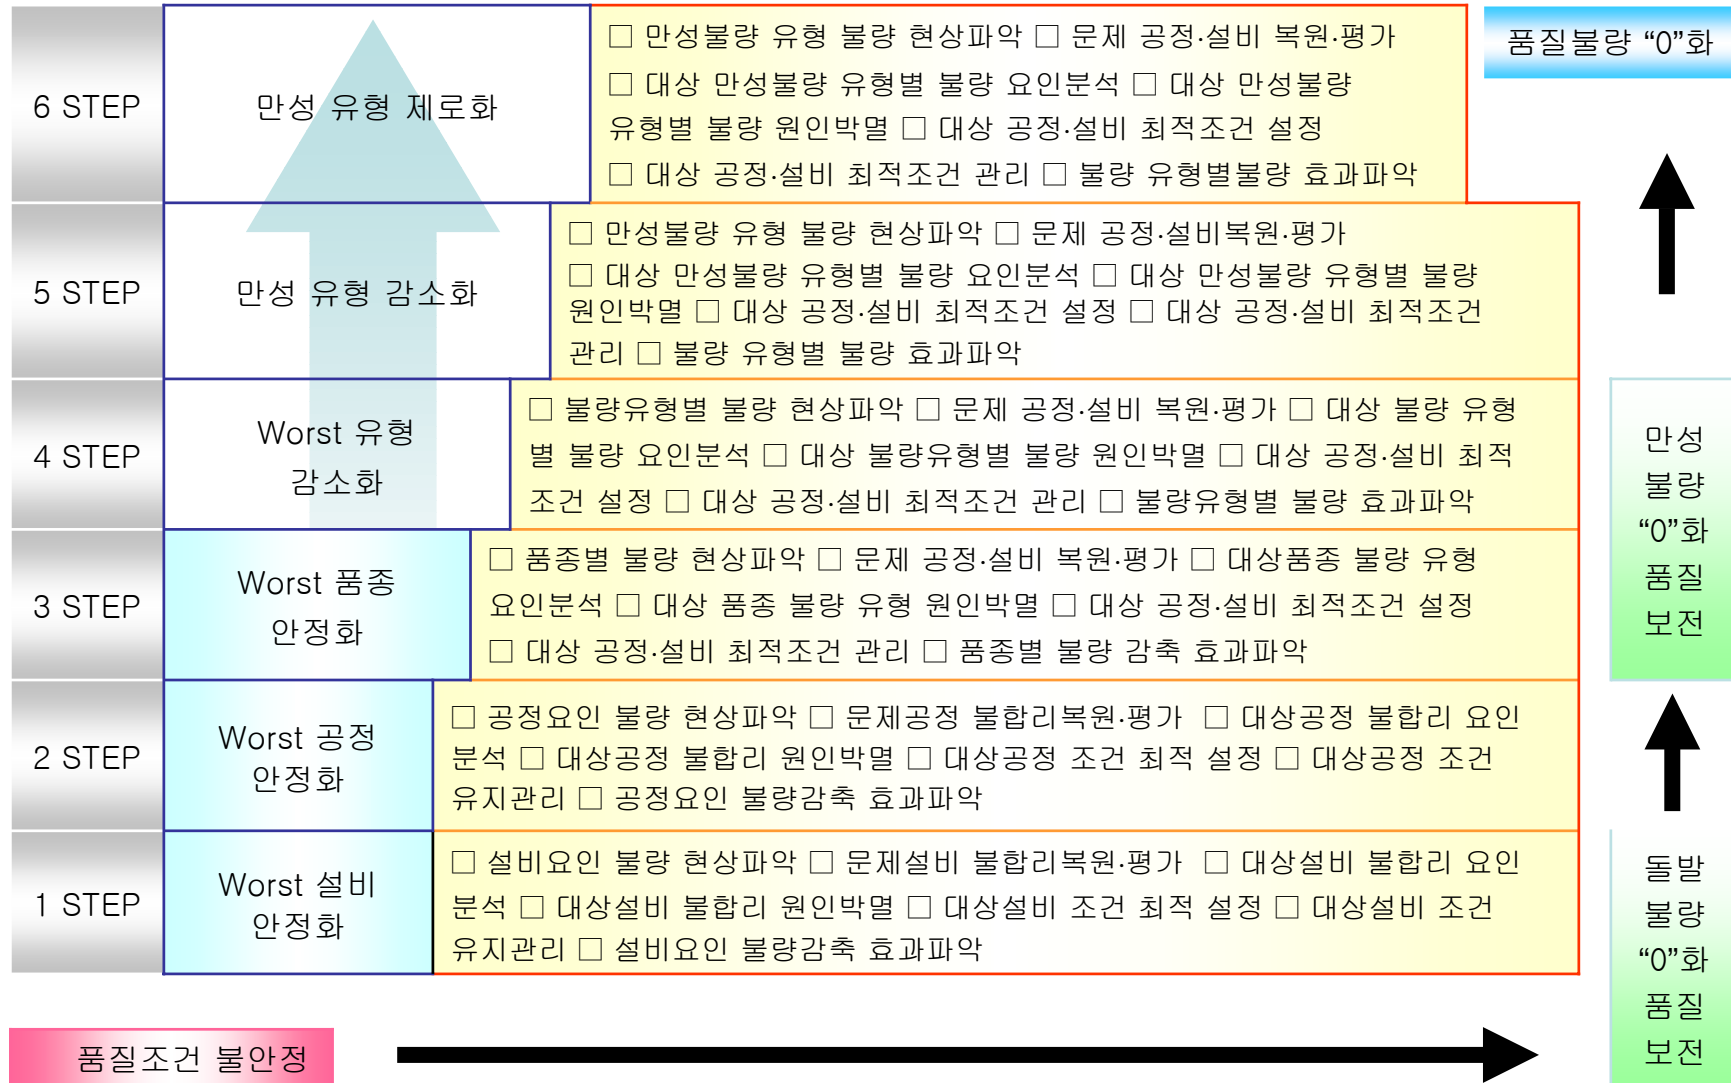 6 STEP
만성 유형 제로화
□ 만성불량 유형 불량 현상파악 □ 문제 공정·설비 복원·평가
□ 대상 만성불량 유형별 불량 요인분석 □ 대상 만성불량
유형별 불량 원인박멸 □ 대상 공정·설비 최적조건 설정
□ 대상 공정·설비 최적조건 관리 □ 불량 유형별불량 효과파악
품질불량 “0”화
5 STEP
만성 유형 감소화
□ 만성불량 유형 불량 현상파악 □ 문제 공정·설비복원·평가
□ 대상 만성불량 유형별 불량 요인분석 □ 대상 만성불량 유형별 불량
원인박멸 □ 대상 공정·설비 최적조건 설정 □ 대상 공정·설비 최적조건
관리 □ 불량 유형별 불량 효과파악
4 STEP
Worst 유형
감소화
□ 불량유형별 불량 현상파악 □ 문제 공정·설비 복원·평가 □ 대상 불량 유형
별 불량 요인분석 □ 대상 불량유형별 불량 원인박멸 □ 대상 공정·설비 최적
조건 설정 □ 대상 공정·설비 최적조건 관리 □ 불량유형별 불량 효과파악
만성
불량
“0”화
품질
보전
3 STEP
Worst 품종
안정화
□ 품종별 불량 현상파악 □ 문제 공정·설비 복원·평가 □ 대상품종 불량 유형
요인분석 □ 대상 품종 불량 유형 원인박멸 □ 대상 공정·설비 최적조건 설정
□ 대상 공정·설비 최적조건 관리 □ 품종별 불량 감축 효과파악
2 STEP
Worst 공정
안정화
□ 공정요인 불량 현상파악 □ 문제공정 불합리복원·평가 □ 대상공정 불합리 요인
분석 □ 대상공정 불합리 원인박멸 □ 대상공정 조건 최적 설정 □ 대상공정 조건
유지관리 □ 공정요인 불량감축 효과파악
1 STEP
Worst 설비
안정화
□ 설비요인 불량 현상파악 □ 문제설비 불합리복원·평가 □ 대상설비 불합리 요인
분석 □ 대상설비 불합리 원인박멸 □ 대상설비 조건 최적 설정 □ 대상설비 조건
유지관리 □ 설비요인 불량감축 효과파악
돌발
불량
“0”화
품질
보전
품질조건 불안정